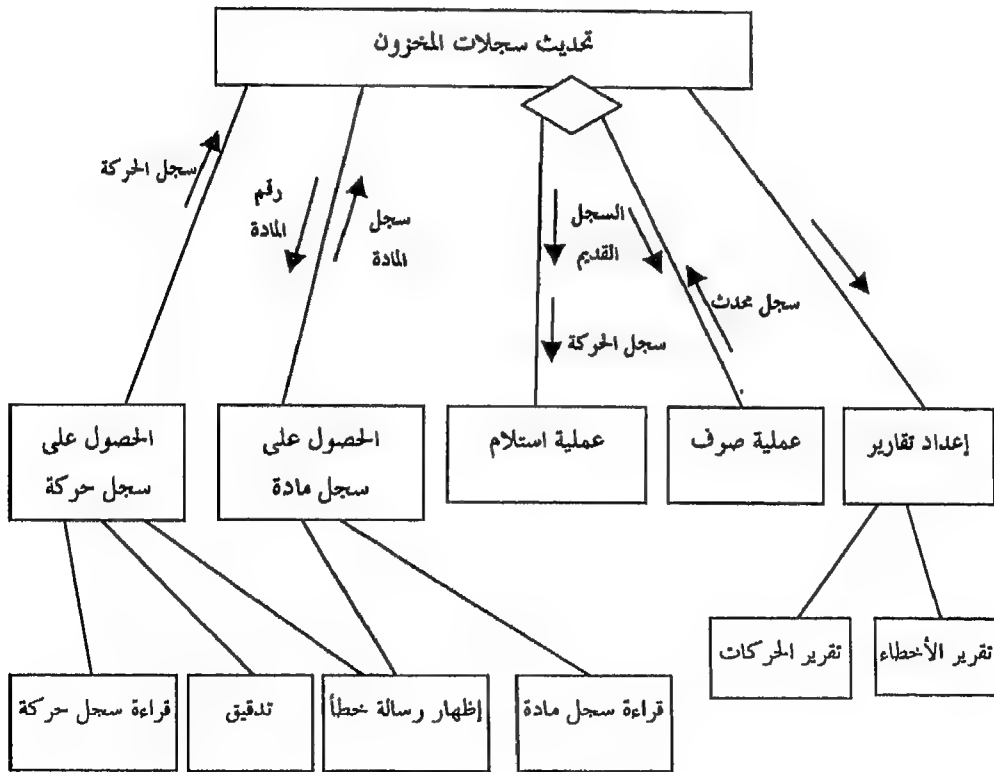 تحديث سجلات المخزون
سجل الحركة
رقم
المادة
سجل
المادة
السجل
القديم
سجل الحركة
سجل محدث
الحصول على
سجل حركة
الحصول على
سجل مادة
عملية استلام
عملية صرف
إعداد تقارير
تقرير الحركات
تقرير الأخطاء
قراءة سجل حركة
تدقيق
إظهار رسالة خطأ
قراءة سجل مادة